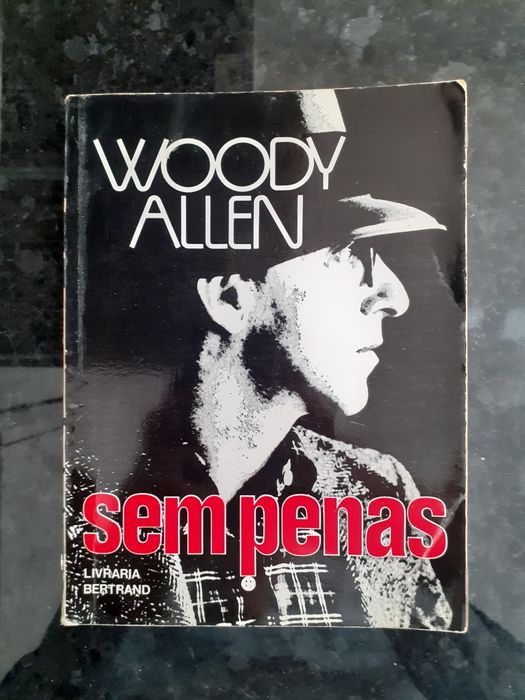 WOODY
ALLEN
sem penas
LIVRARIA
BERTRAND